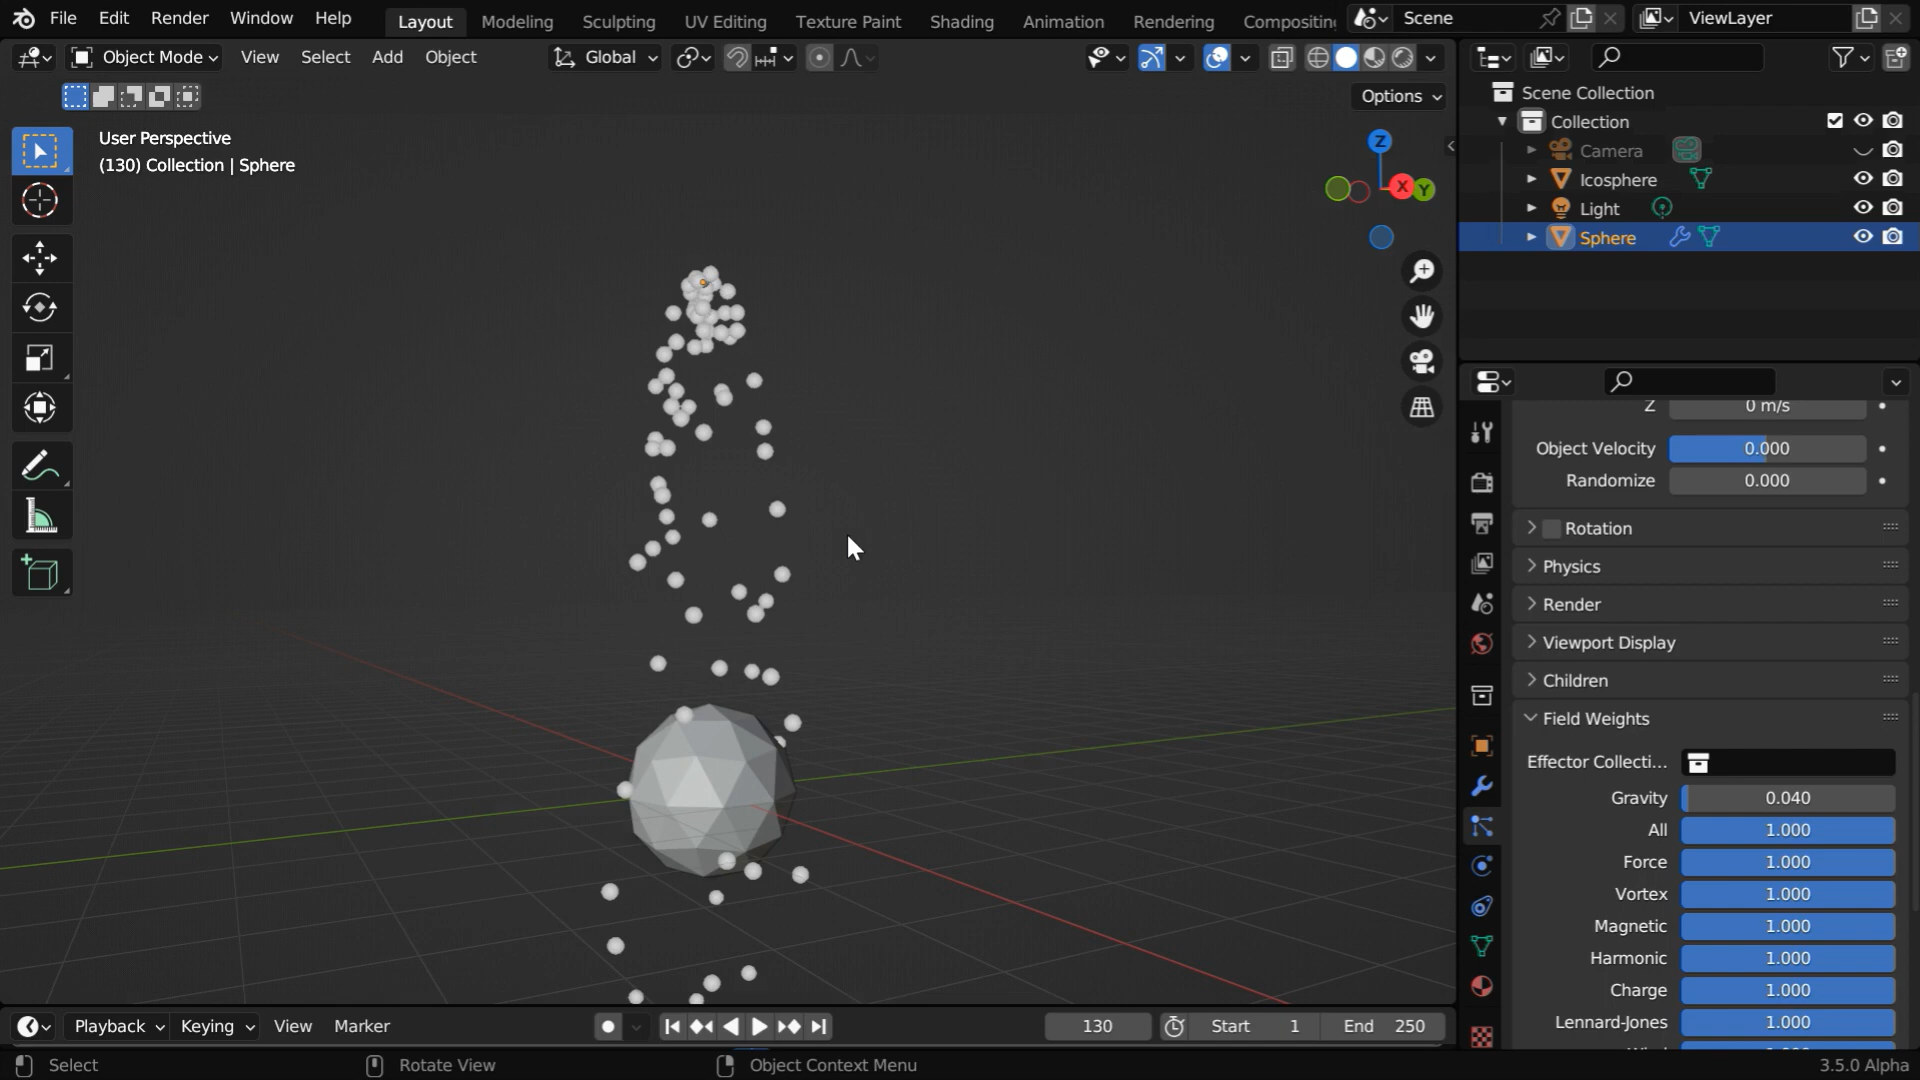 File Edit Render Window Help Layout Modeling Sculpting UV Editing Texture Paint Shading Animation Rendering Compositing Scene ViewLayer
Object Mode View Select Add Object Global
Options
User Perspective
(130) Collection | Sphere
Z
X
Y
Scene Collection
Collection
Camera
Icosphere
Light
Sphere
Z 0 m/s
Object Velocity 0.000
Randomize 0.000
Rotation
Physics
Render
Viewport Display
Children
Field Weights
Effector Collecti...
Gravity 0.040
All 1.000
Force 1.000
Vortex 1.000
Magnetic 1.000
Harmonic 1.000
Charge 1.000
Lennard-Jones 1.000
Playback Keying View Marker 130 Start 1 End 250
Select Rotate View Object Context Menu 3.5.0 Alpha